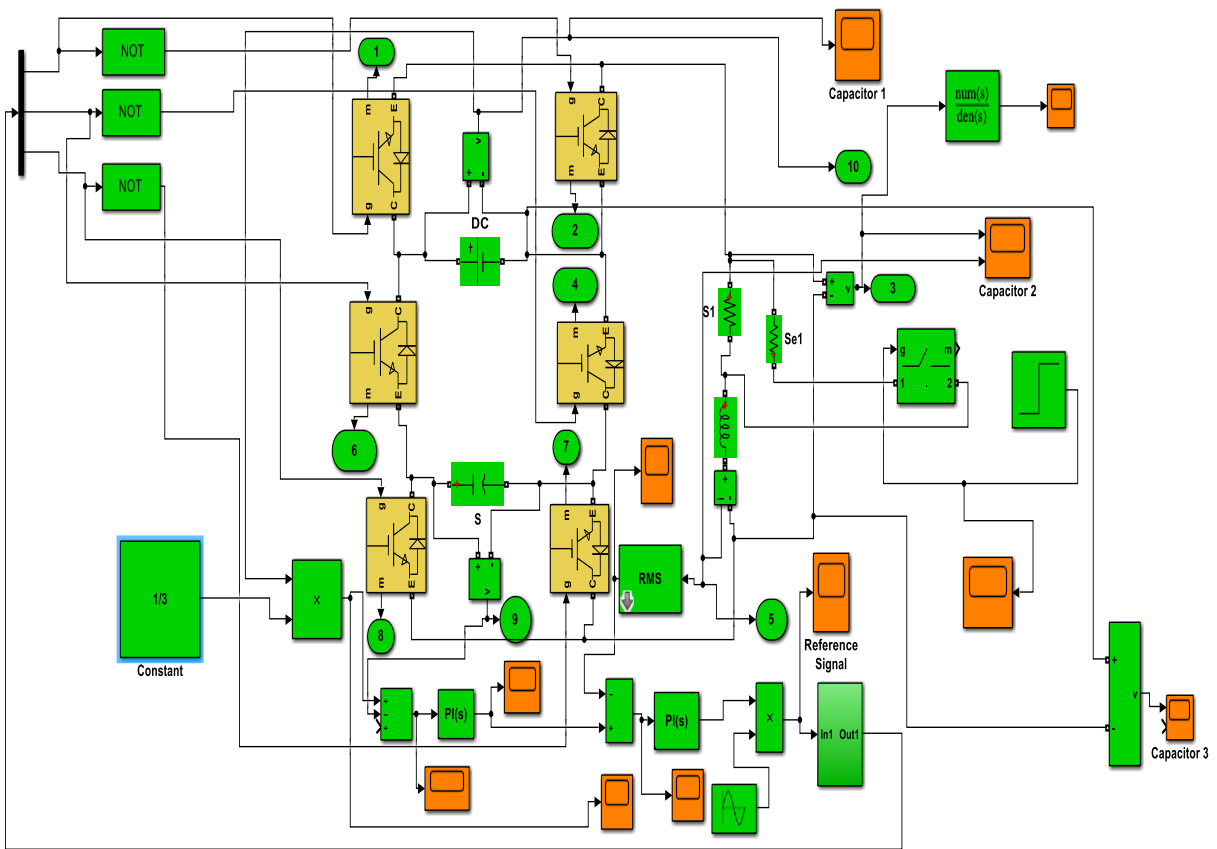 NOT
NOT
NOT
1
m
E
g
C
g
C
m
E
2
v
+ -
DC
+
Capacitor 1
num(s)
den(s)
10
4
S1
Se1
+
-
v
3
Capacitor 2
g
C
m
E
6
E
m
g
C
g
m
1
.
2
7
+
-
S
g
C
m
E
8
+ -
v
9
m
E
g
C
RMS
5
1/3
Constant
x
Reference
Signal
+
-
+
PI(s)
-
+
PI(s)
x
In1 Out1
+
v
-
Capacitor 3